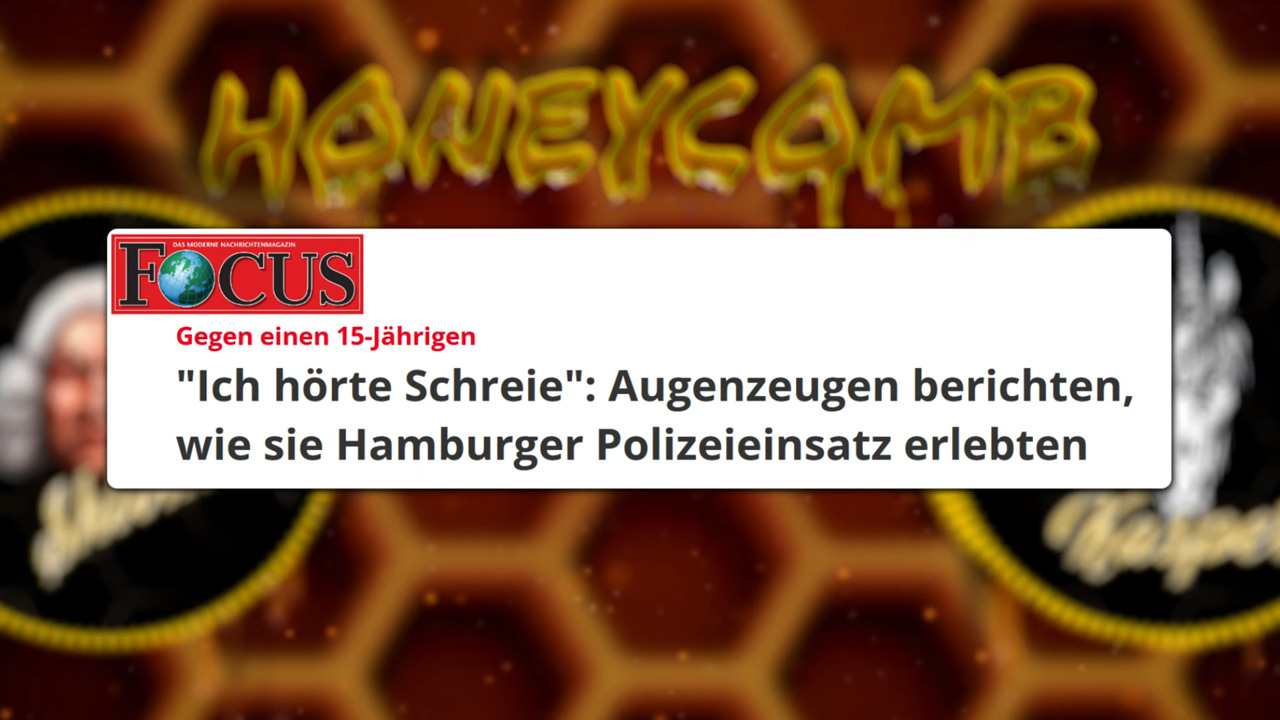 HONEYCOMB
DAS MODERNE NACHRICHTENMAGAZIN
FOCUS
Gegen einen 15-Jährigen
"Ich hörte Schreie": Augenzeugen berichten,
wie sie Hamburger Polizeieinsatz erlebten